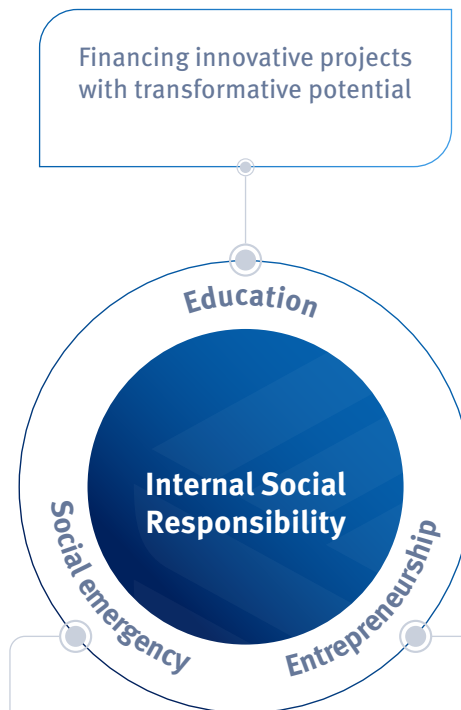 Financing innovative projects
with transformative potential
Education
Internal Social
Responsibility
Social emergency
Entrepreneurship